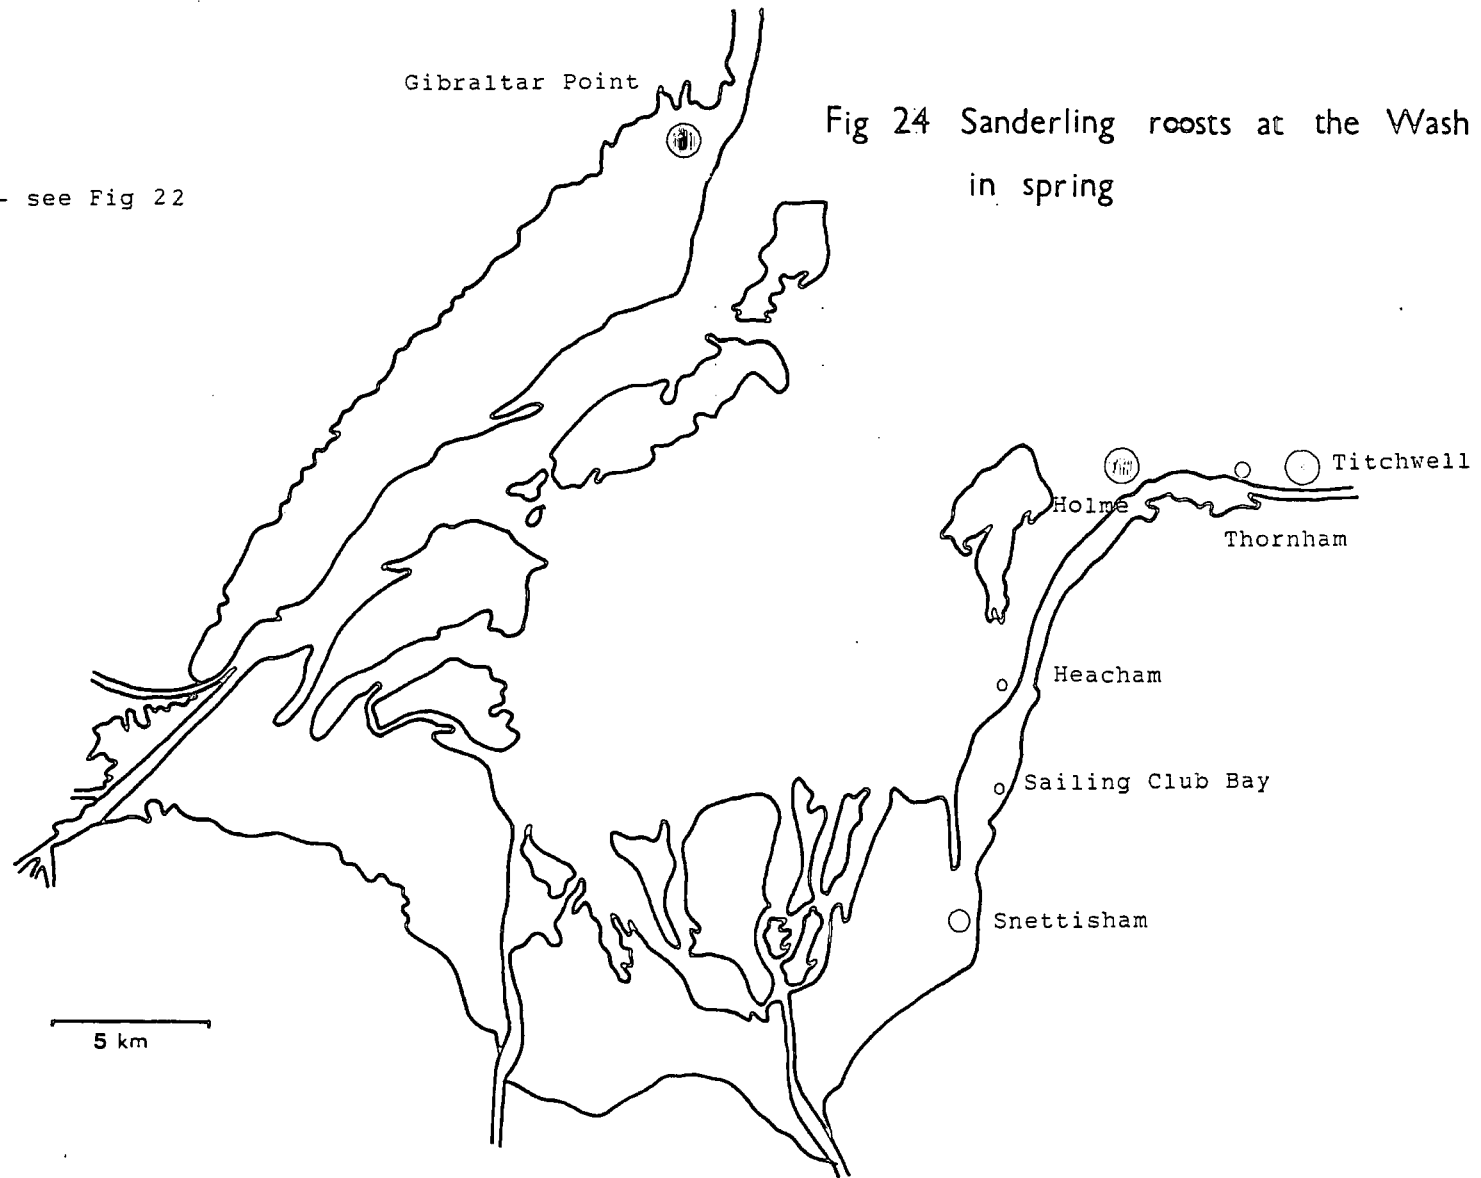 Gibraltar Point
Fig 24 Sanderling roosts at the Wash
in spring
- see Fig 22
Titchwell
Holme
Thornham
Heacham
Sailing Club Bay
Snettisham
5 km